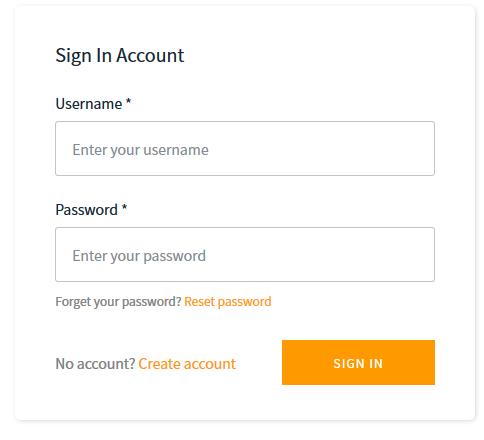 Sign In Account
Username *
Enter your username
Password *
Enter your password
Forget your password? Reset password
No account? Create account
SIGN IN